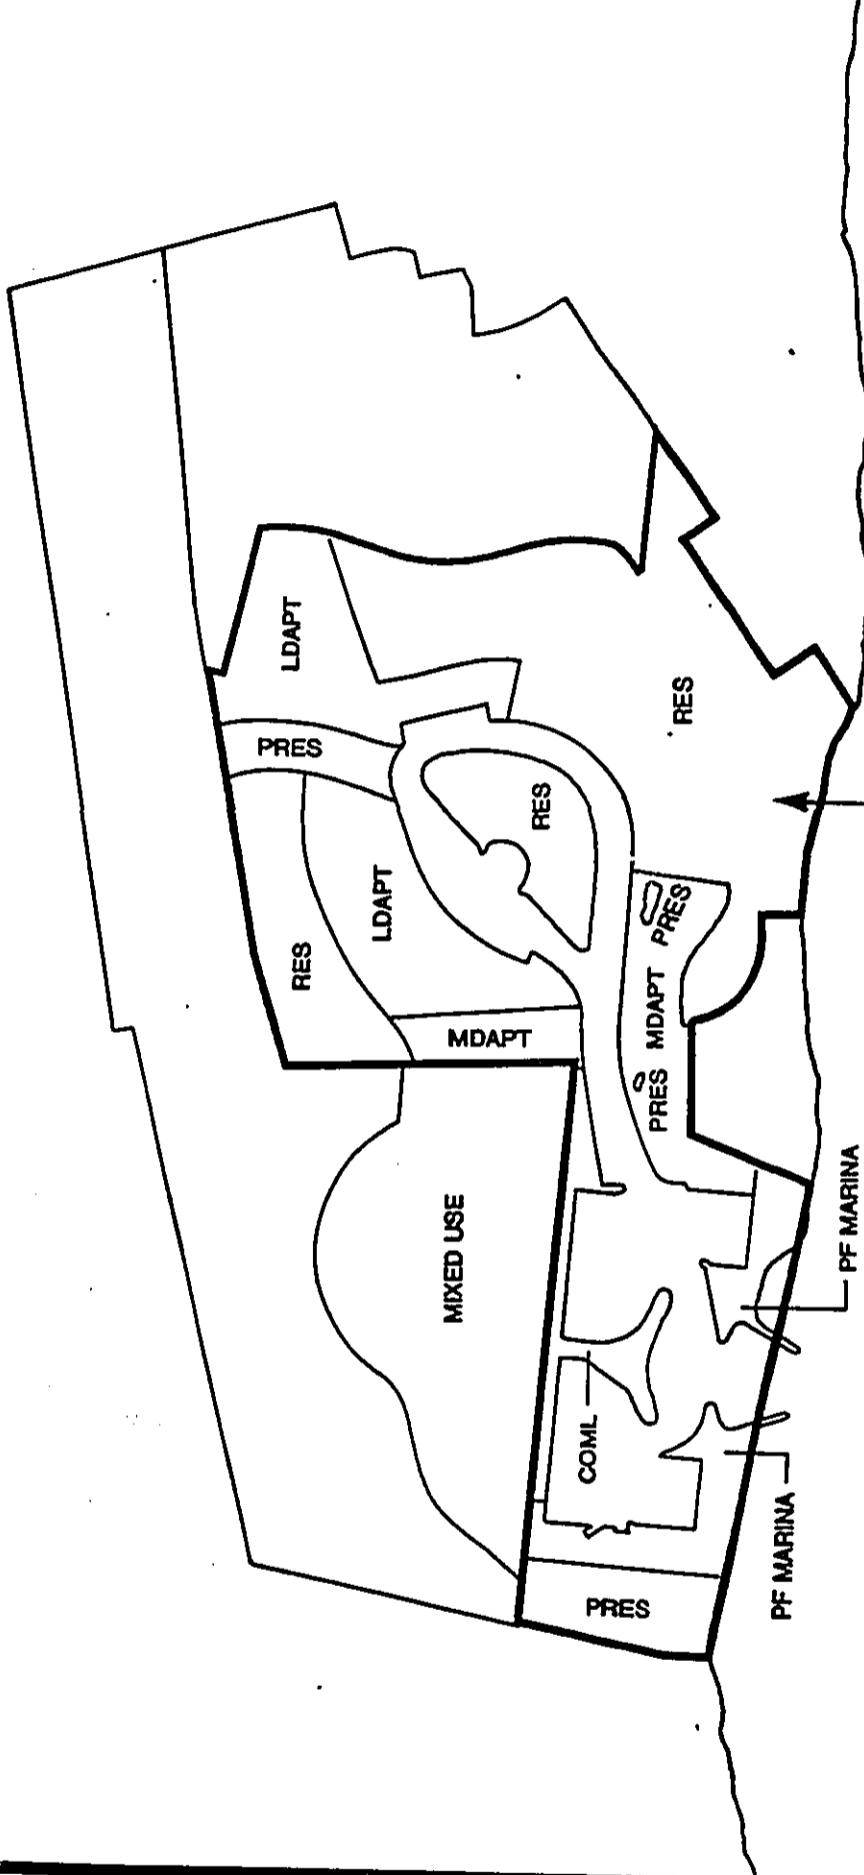 LDAPT
PRES
RES
RES
LDAPT
RES
PRES
MDAPT
MDAPT
PRES
MIXED USE
COML
PF MARINA
PF MARINA
PRES